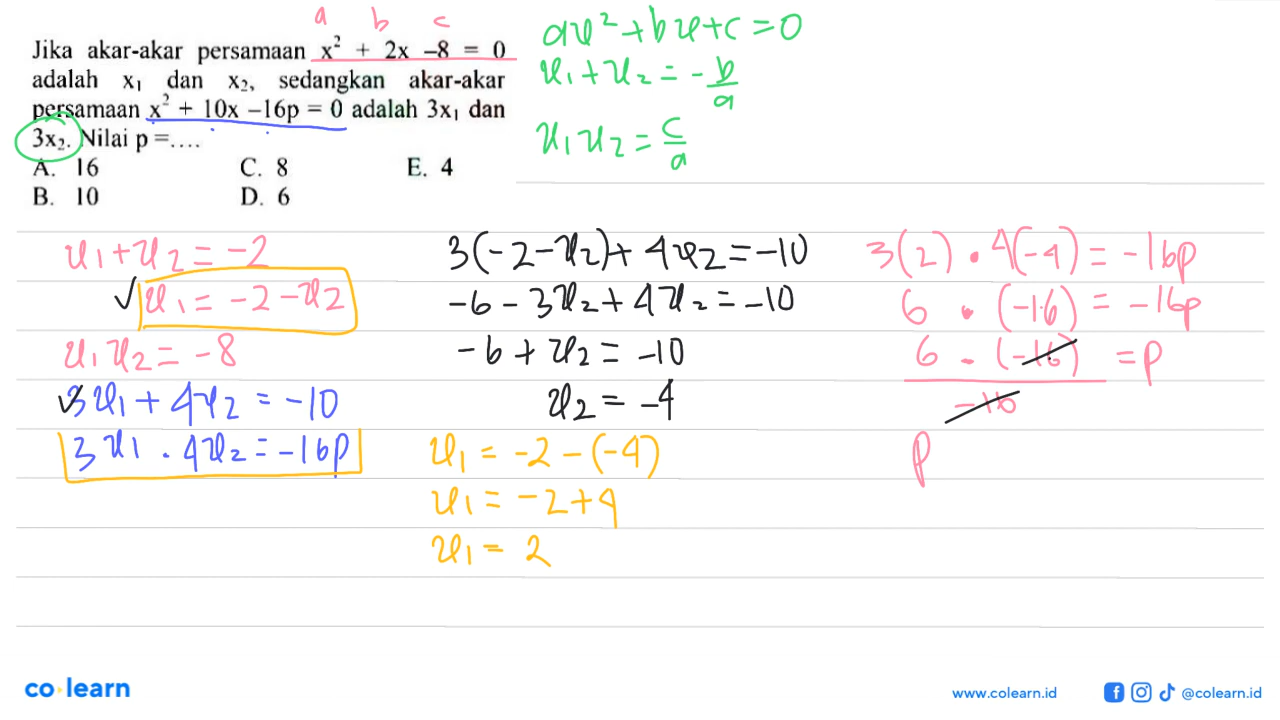 a b c
Jika akar-akar persamaan x² + 2x –8 = 0
adalah x₁ dan x₂, sedangkan akar-akar
persamaan x² + 10x –16p = 0 adalah 3x₁ dan
3x₂. Nilai p =....
A. 16 C. 8 E. 4
B. 10 D. 6
ax² + bx + c = 0
x₁ + x₂ = -b/a
x₁ x₂ = c/a
x₁ + x₂ = -2
✓ x₁ = -2 - x₂
x₁ x₂ = -8
✓ 3x₁ + 4x₂ = -10
3x₁ . 4x₂ = -16p
3(-2-x₂) + 4x₂ = -10
-6 - 3x₂ + 4x₂ = -10
-6 + x₂ = -10
x₂ = -4
x₁ = -2 - (-4)
x₁ = -2 + 4
x₁ = 2
3(2) . 4(-4) = -16p
6 . (-16) = -16p
6 . (-16) = p
-16
p
co learn
www.colearn.id @colearn.id